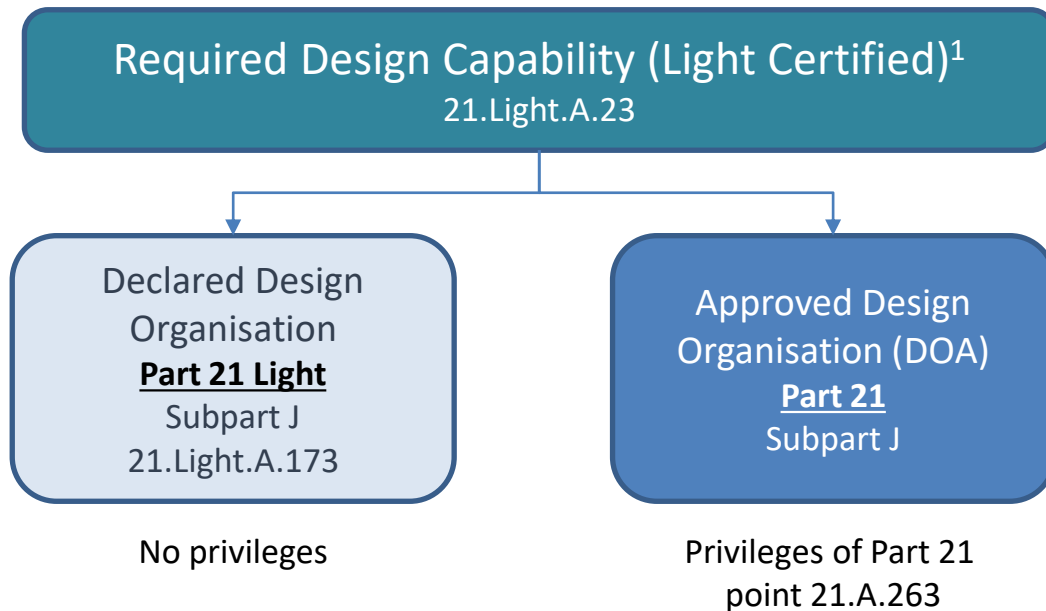 Required Design Capability (Light Certified)¹
21.Light.A.23
Declared Design
Organisation
Part 21 Light
Subpart J
21.Light.A.173
Approved Design
Organisation (DOA)
Part 21
Subpart J
No privileges
Privileges of Part 21
point 21.A.263